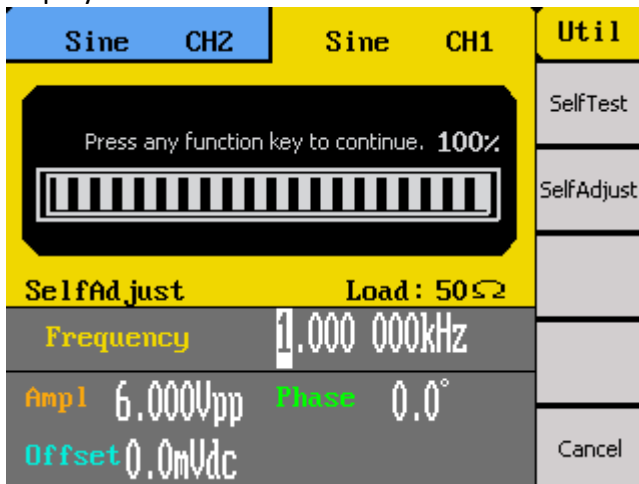 Sine CH2 Sine CH1 Util
SelfTest
Press any function key to continue. 100%
SelfAdjust
SelfAdjust Load: 50Ω
Frequency 1.000 000kHz
Ampl 6.000Vpp Phase 0.0°
Offset 0.0mVdc
Cancel